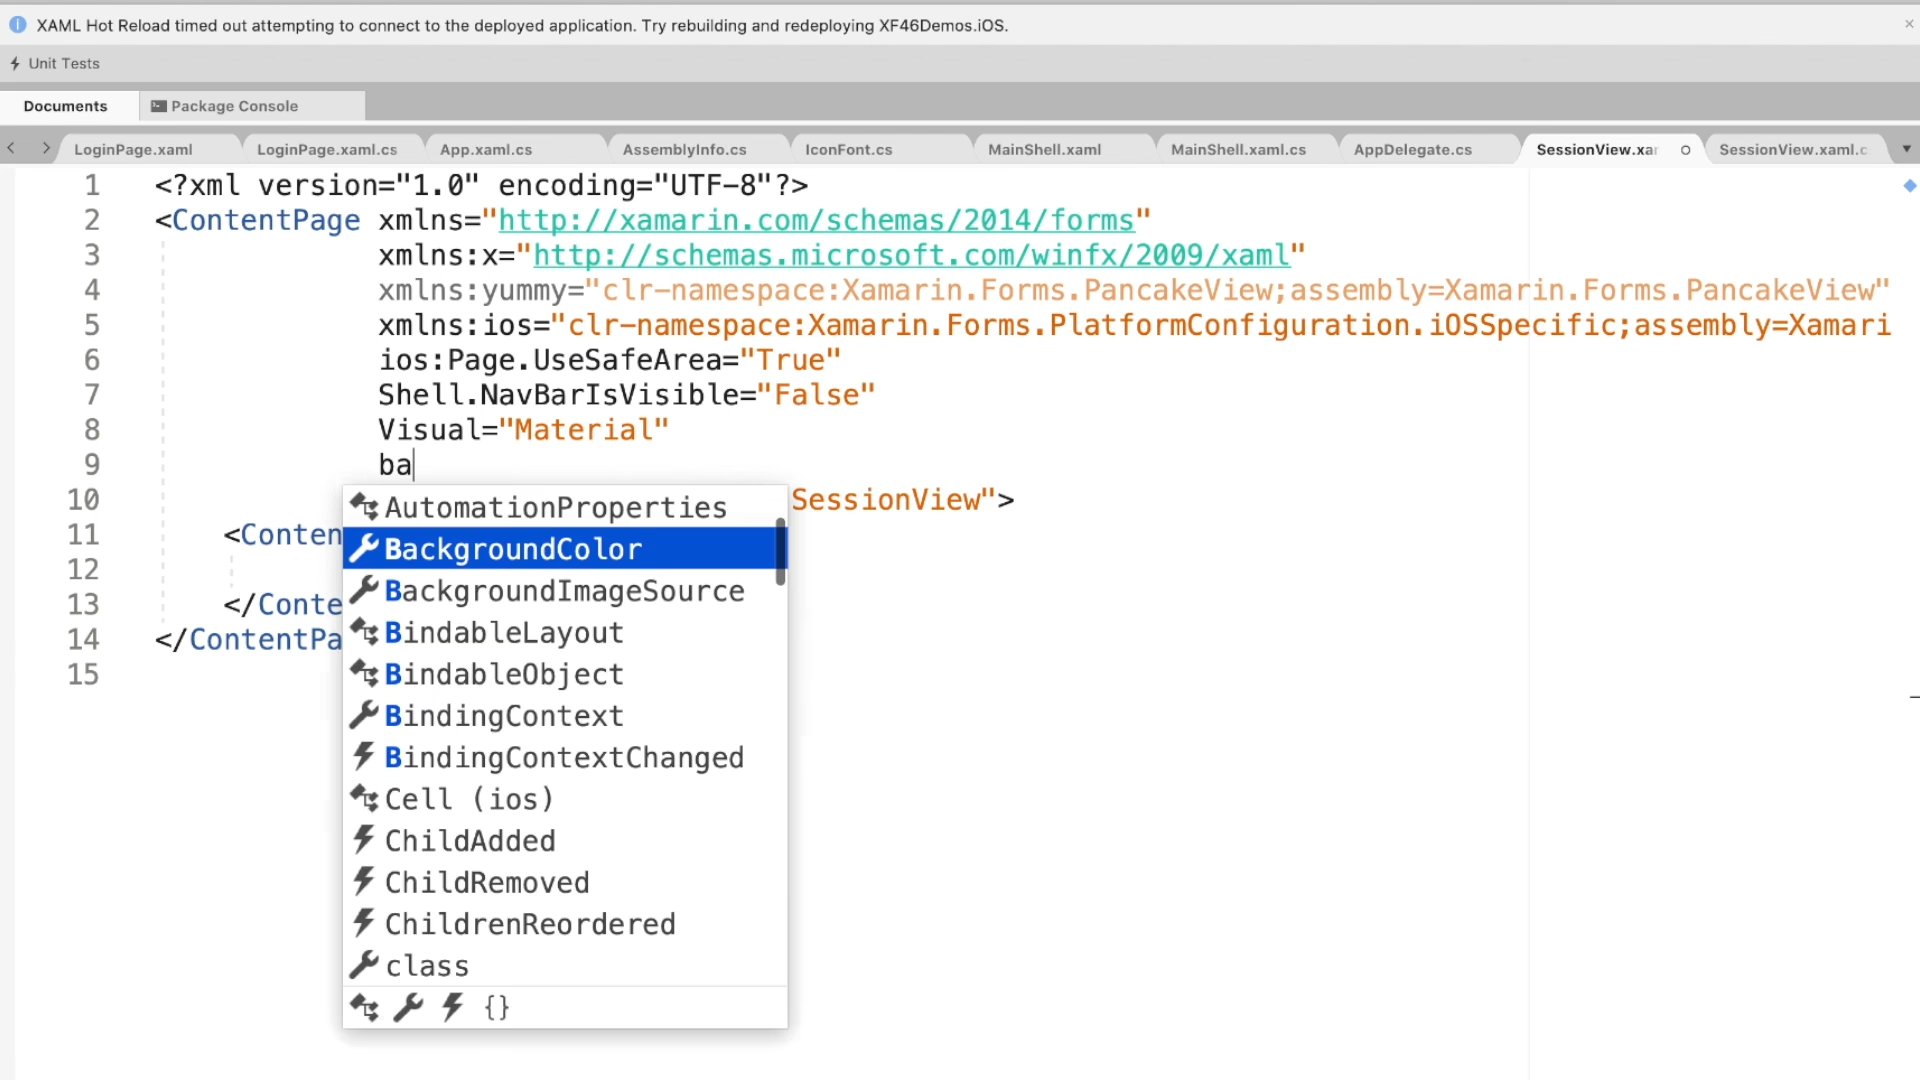 XAML Hot Reload timed out attempting to connect to the deployed application. Try rebuilding and redeploying XF46Demos.iOS.
Unit Tests
Documents Package Console
LoginPage.xaml LoginPage.xaml.cs App.xaml.cs AssemblyInfo.cs IconFont.cs MainShell.xaml MainShell.xaml.cs AppDelegate.cs SessionView.xar SessionView.xaml.c
1 <?xml version="1.0" encoding="UTF-8"?>
2 <ContentPage xmlns="http://xamarin.com/schemas/2014/forms"
3 xmlns:x="http://schemas.microsoft.com/winfx/2009/xaml"
4 xmlns:yummy="clr-namespace:Xamarin.Forms.PancakeView;assembly=Xamarin.Forms.PancakeView"
5 xmlns:ios="clr-namespace:Xamarin.Forms.PlatformConfiguration.iOSSpecific;assembly=Xamari
6 ios:Page.UseSafeArea="True"
7 Shell.NavBarIsVisible="False"
8 Visual="Material"
9 ba
10 SessionView">
11 <Conten
12
13 </Conte
14 </ContentPa
15
AutomationProperties
BackgroundColor
BackgroundImageSource
BindableLayout
BindableObject
BindingContext
BindingContextChanged
Cell (ios)
ChildAdded
ChildRemoved
ChildrenReordered
class
{}